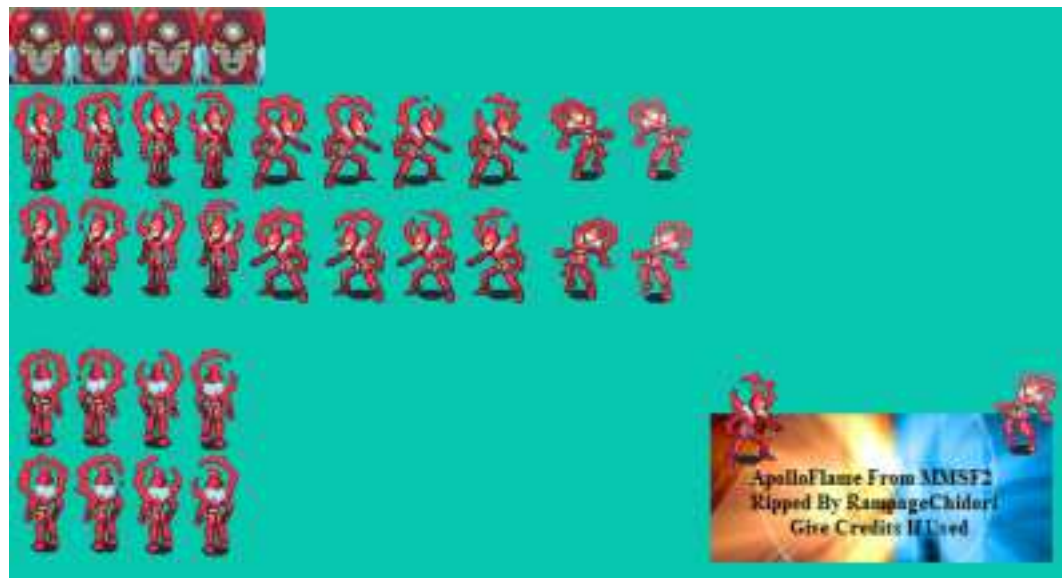 ApolloFlame From MMSF2
Ripped By RampageChidori
Give Credits If Used